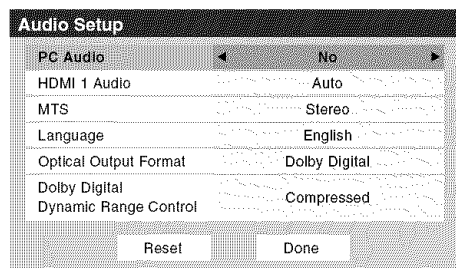 Audio Setup
PC Audio ◄ No ►
HDMI 1 Audio Auto
MTS Stereo
Language English
Optical Output Format Dolby Digital
Dolby Digital
Dynamic Range Control Compressed
Reset Done